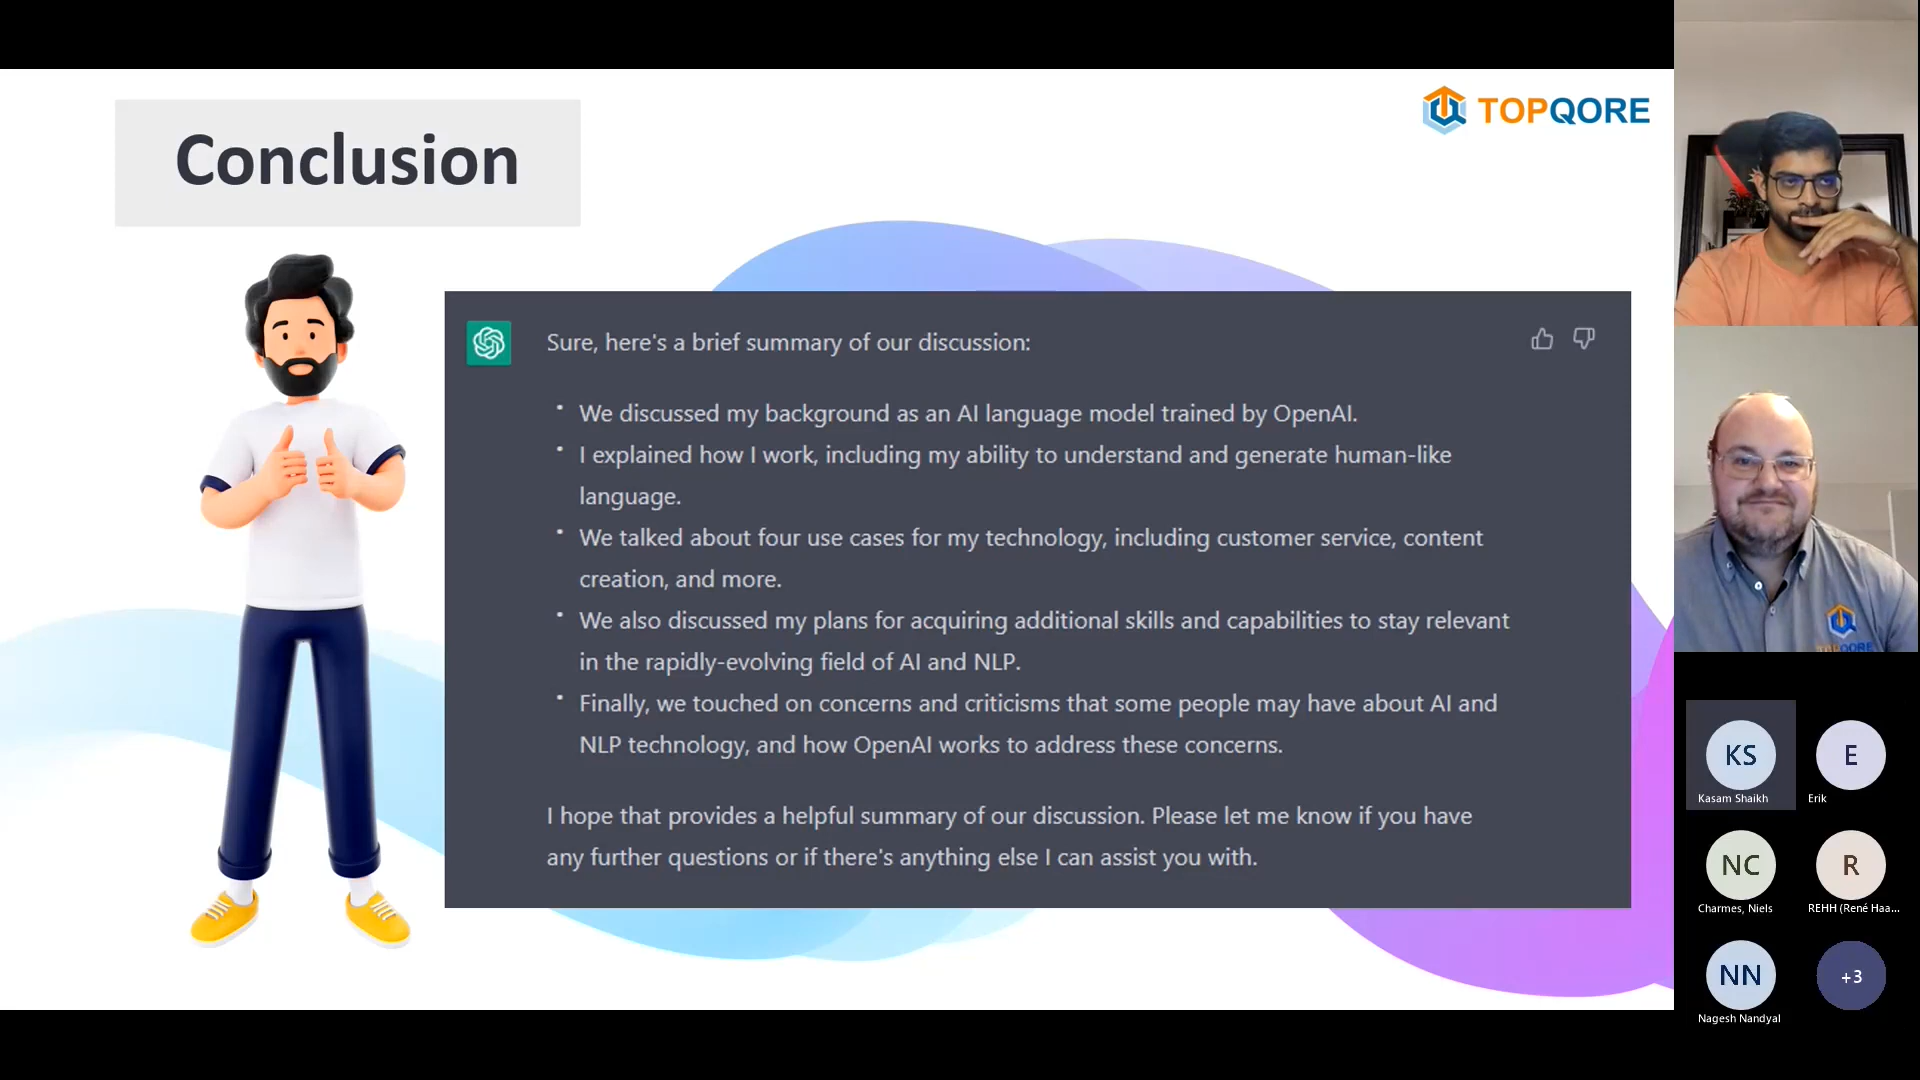 Conclusion
TOPQORE
Sure, here's a brief summary of our discussion:
• We discussed my background as an AI language model trained by OpenAI.
• I explained how I work, including my ability to understand and generate human-like
language.
• We talked about four use cases for my technology, including customer service, content
creation, and more.
• We also discussed my plans for acquiring additional skills and capabilities to stay relevant
in the rapidly-evolving field of AI and NLP.
• Finally, we touched on concerns and criticisms that some people may have about AI and
NLP technology, and how OpenAI works to address these concerns.
I hope that provides a helpful summary of our discussion. Please let me know if you have
any further questions or if there's anything else I can assist you with.
TOPQORE
KS
Kasam Shaikh
E
Erik
NC
Charmes, Niels
R
REHH (René Haa...
NN
Nagesh Nandyal
+3